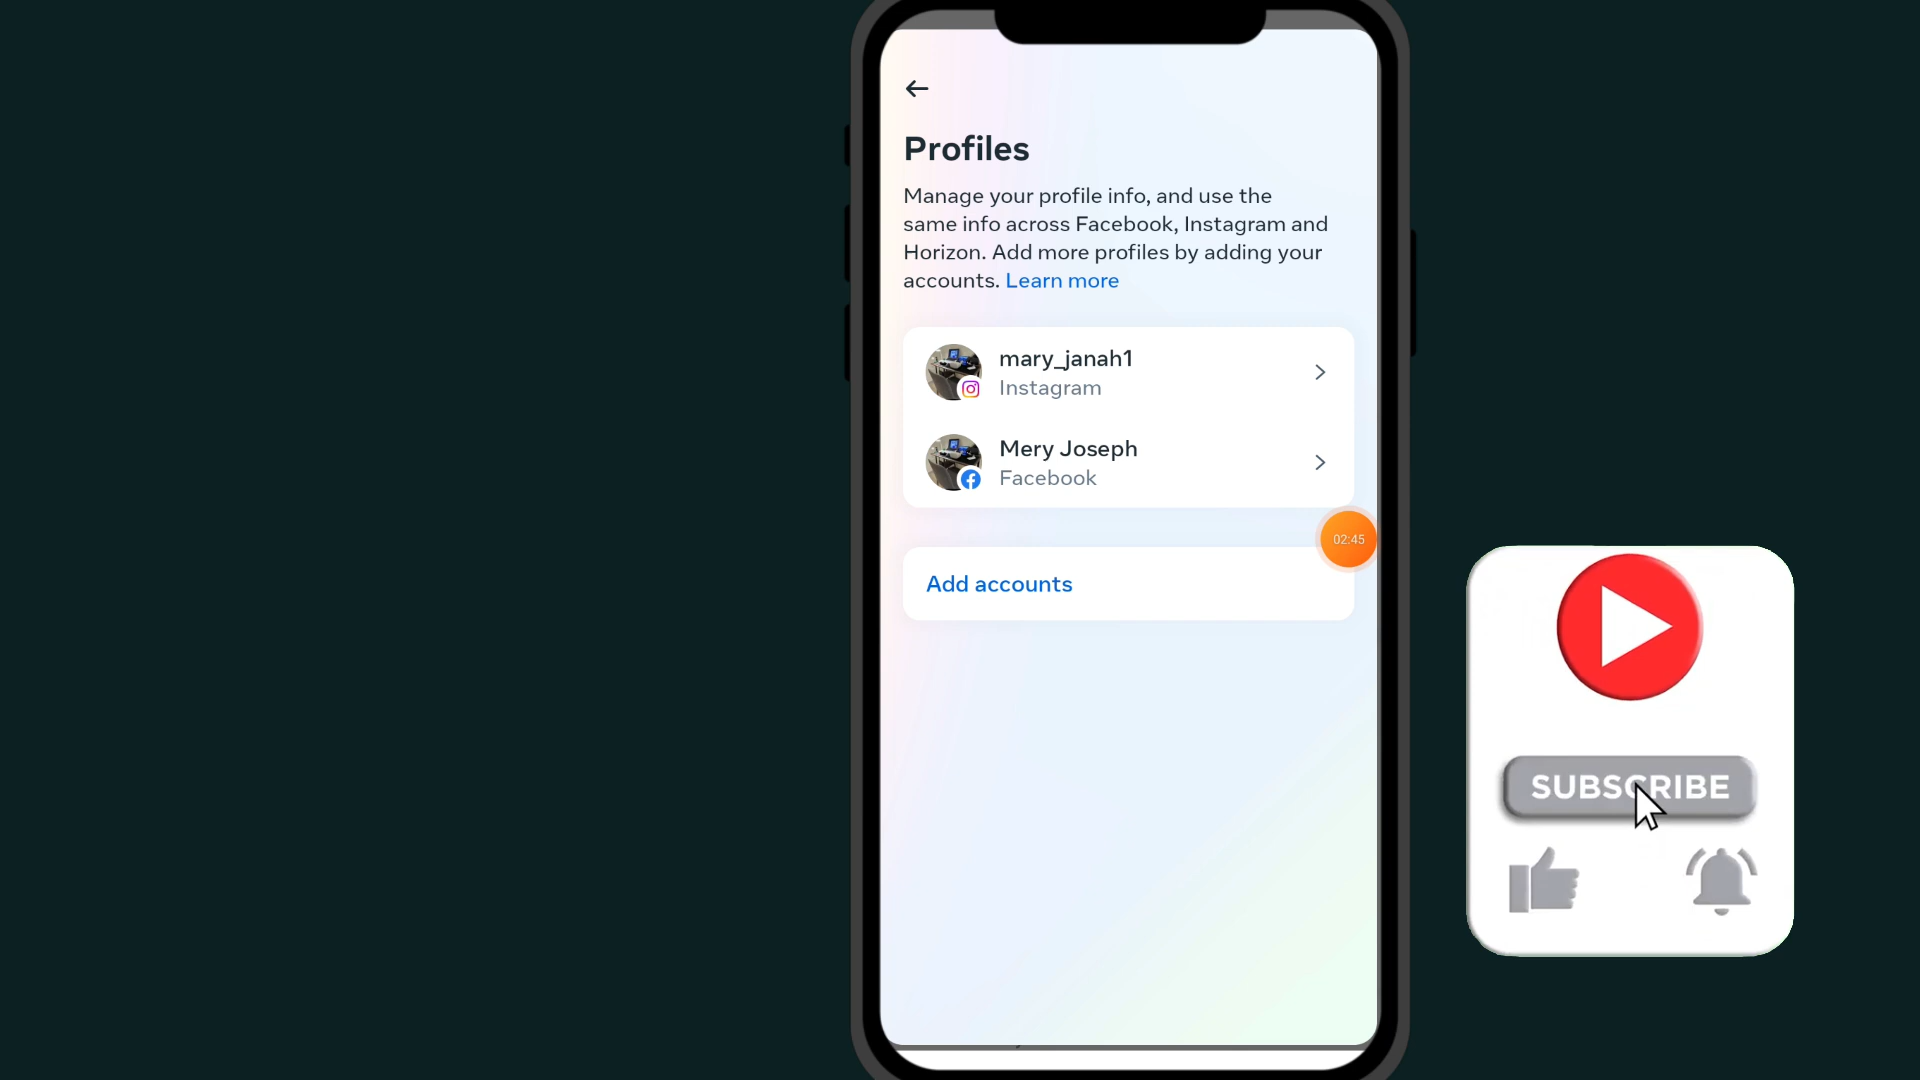 Profiles
Manage your profile info, and use the
same info across Facebook, Instagram and
Horizon. Add more profiles by adding your
accounts. Learn more
mary_janah1
Instagram
Mery Joseph
Facebook
02:45
Add accounts
SUBSCRIBE